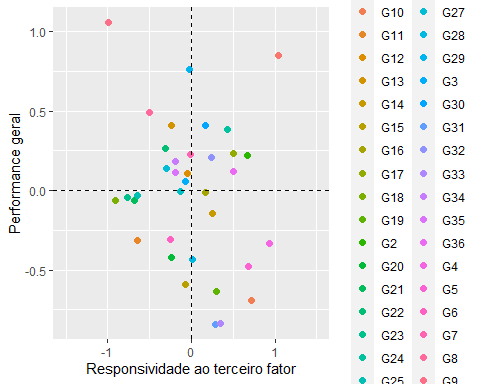 1.0
0.5
0.0
-0.5
-1
0
1
Performance geral
Responsividade ao terceiro fator
G10
G11
G12
G13
G14
G15
G16
G17
G18
G19
G2
G20
G21
G22
G23
G24
G25
G27
G28
G29
G3
G30
G31
G32
G33
G34
G35
G36
G4
G5
G6
G7
G8
G9